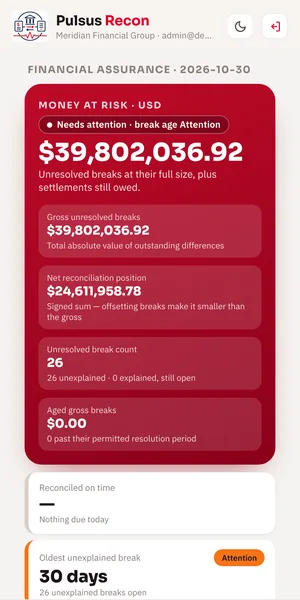 Pulsus Recon
Meridian Financial Group · admin@de...
FINANCIAL ASSURANCE · 2026-10-30
MONEY AT RISK · USD
Needs attention · break age Attention
$39,802,036.92
Unresolved breaks at their full size, plus
settlements still owed.
Gross unresolved breaks
$39,802,036.92
Total absolute value of outstanding differences
Net reconciliation position
$24,611,958.78
Signed sum — offsetting breaks make it smaller than
the gross
Unresolved break count
26
26 unexplained · 0 explained, still open
Aged gross breaks
$0.00
0 past their permitted resolution period
Reconciled on time
—
Nothing due today
Oldest unexplained break
Attention
30 days
26 unexplained breaks open